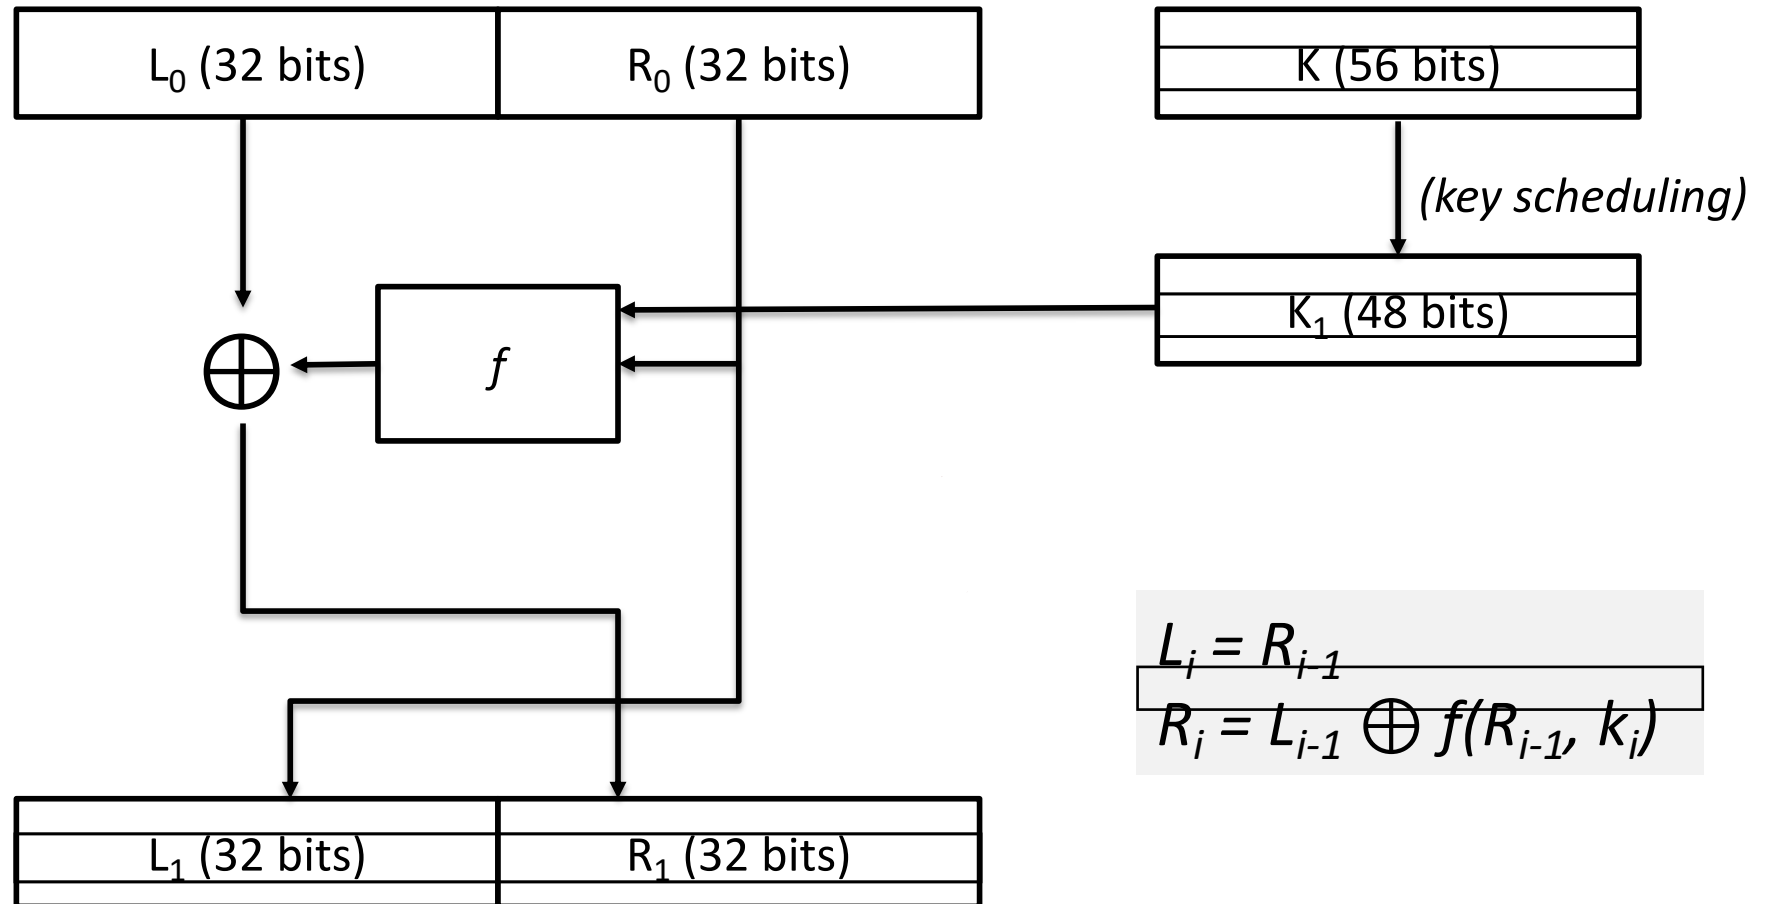 L₀ (32 bits) R₀ (32 bits) K (56 bits)
(key scheduling)
K₁ (48 bits)
f
Lᵢ = Rᵢ₋₁
Rᵢ = Lᵢ₋₁ ⊕ f(Rᵢ₋₁, kᵢ)
L₁ (32 bits) R₁ (32 bits)